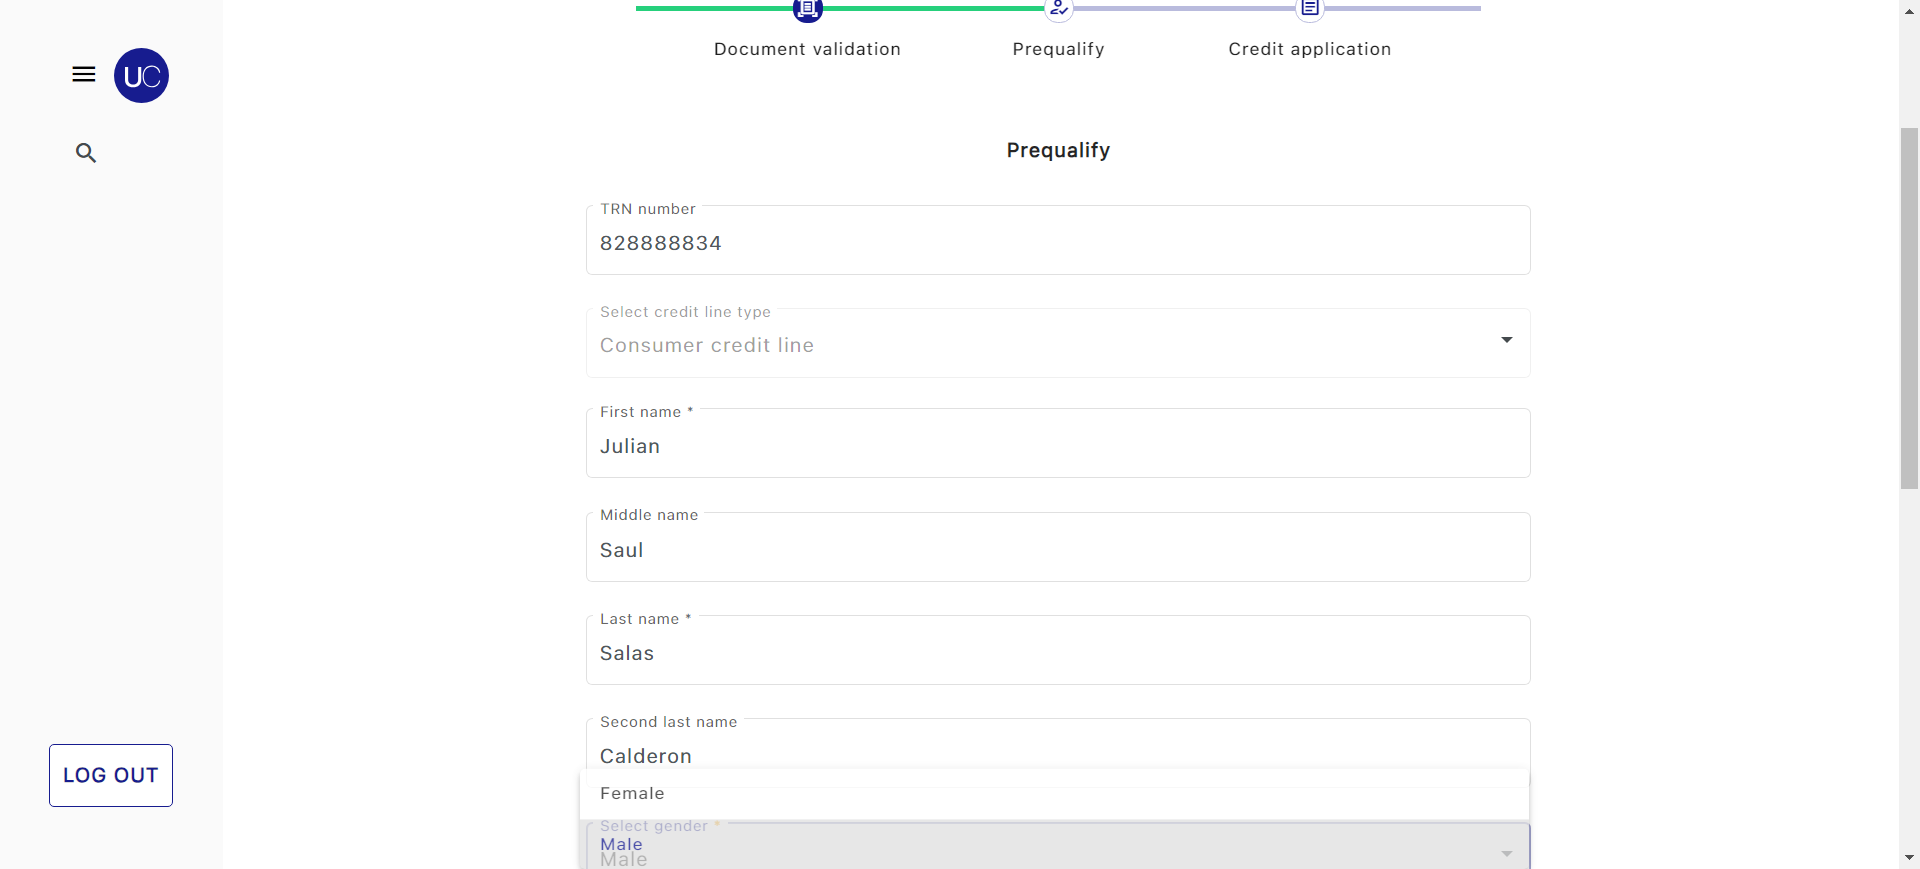 Document validation
Prequalify
Credit application
UC
Prequalify
TRN number
828888834
Select credit line type
Consumer credit line
First name *
Julian
Middle name
Saul
Last name *
Salas
Second last name
Calderon
Female
Select gender *
Male
Male
LOG OUT